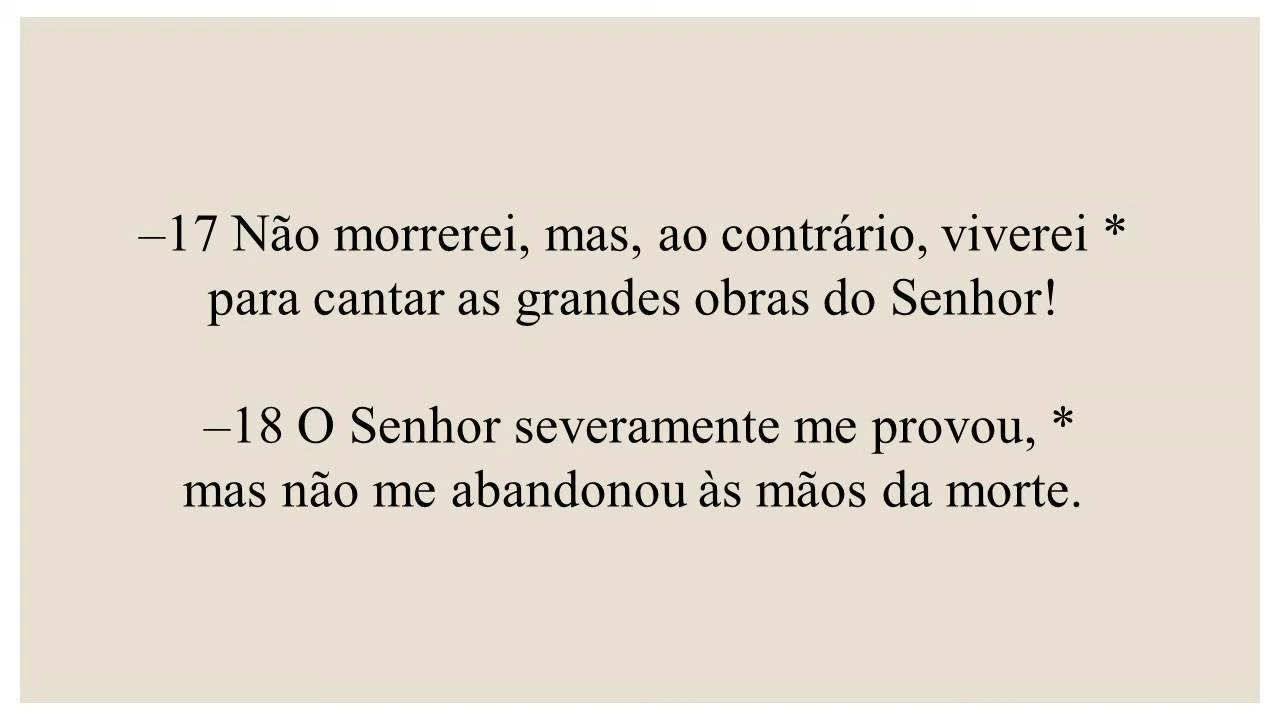 –17 Não morrerei, mas, ao contrário, viverei *
para cantar as grandes obras do Senhor!
–18 O Senhor severamente me provou, *
mas não me abandonou às mãos da morte.